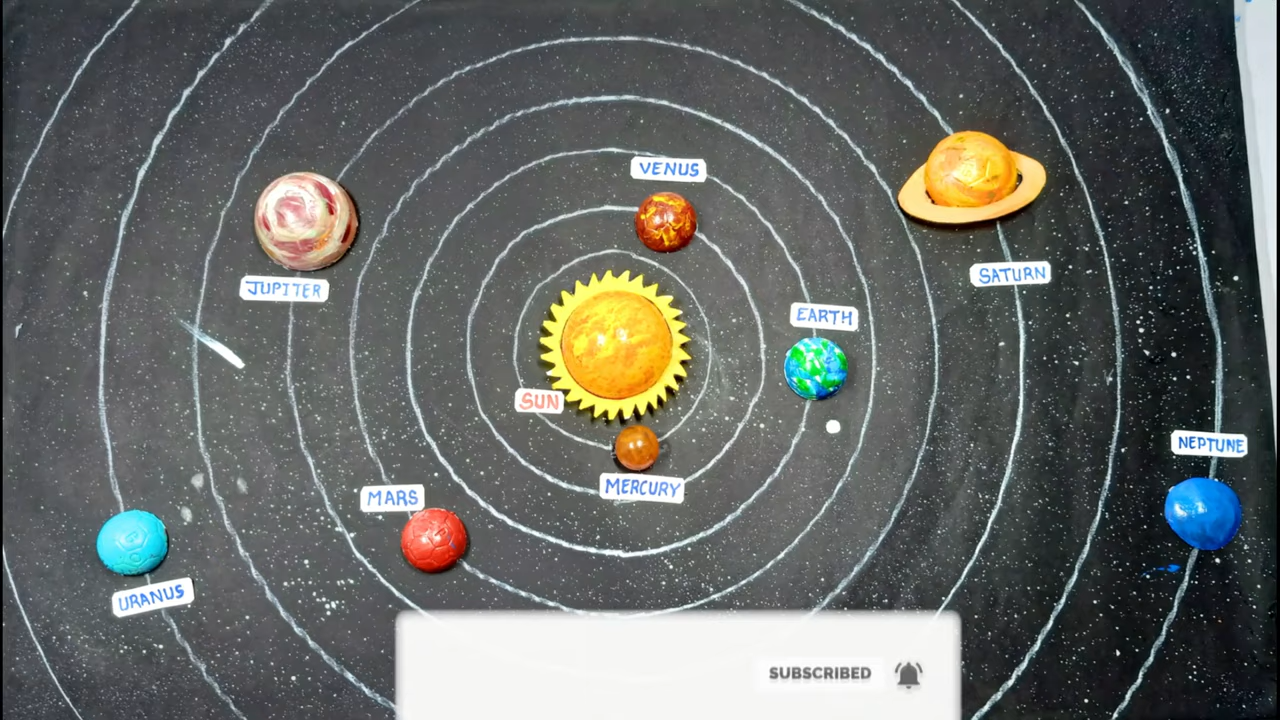 VENUS
SATURN
JUPITER
EARTH
SUN
NEPTUNE
MERCURY
MARS
URANUS
SUBSCRIBED